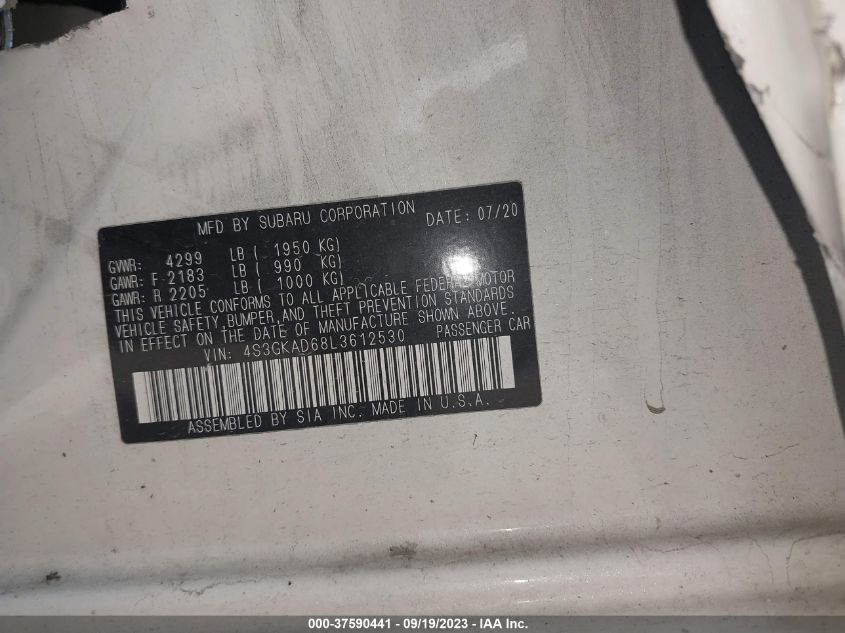 MFD BY SUBARU CORPORATION DATE: 07/20
GVWR: 4299 LB ( 1950 KG)
GAWR: F 2183 LB ( 990 KG)
GAWR: R 2205 LB ( 1000 KG)
THIS VEHICLE CONFORMS TO ALL APPLICABLE FEDERAL MOTOR
VEHICLE SAFETY, BUMPER, AND THEFT PREVENTION STANDARDS
IN EFFECT ON THE DATE OF MANUFACTURE SHOWN ABOVE.
VIN: 4S3GKAD68L3612530 PASSENGER CAR
ASSEMBLED BY SIA INC. MADE IN U.S.A.
000-37590441 - 09/19/2023 - IAA Inc.